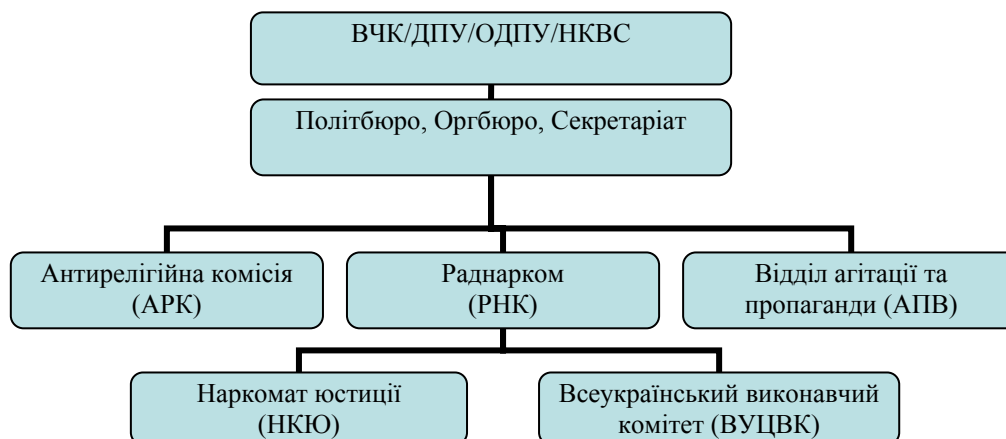 ВЧК/ДПУ/ОДПУ/НКВС
Політбюро, Оргбюро, Секретаріат
Антирелігійна комісія
(АРК)
Раднарком
(РНК)
Відділ агітації та
пропаганди (АПВ)
Наркомат юстиції
(НКЮ)
Всеукраїнський виконавчий
комітет (ВУЦВК)